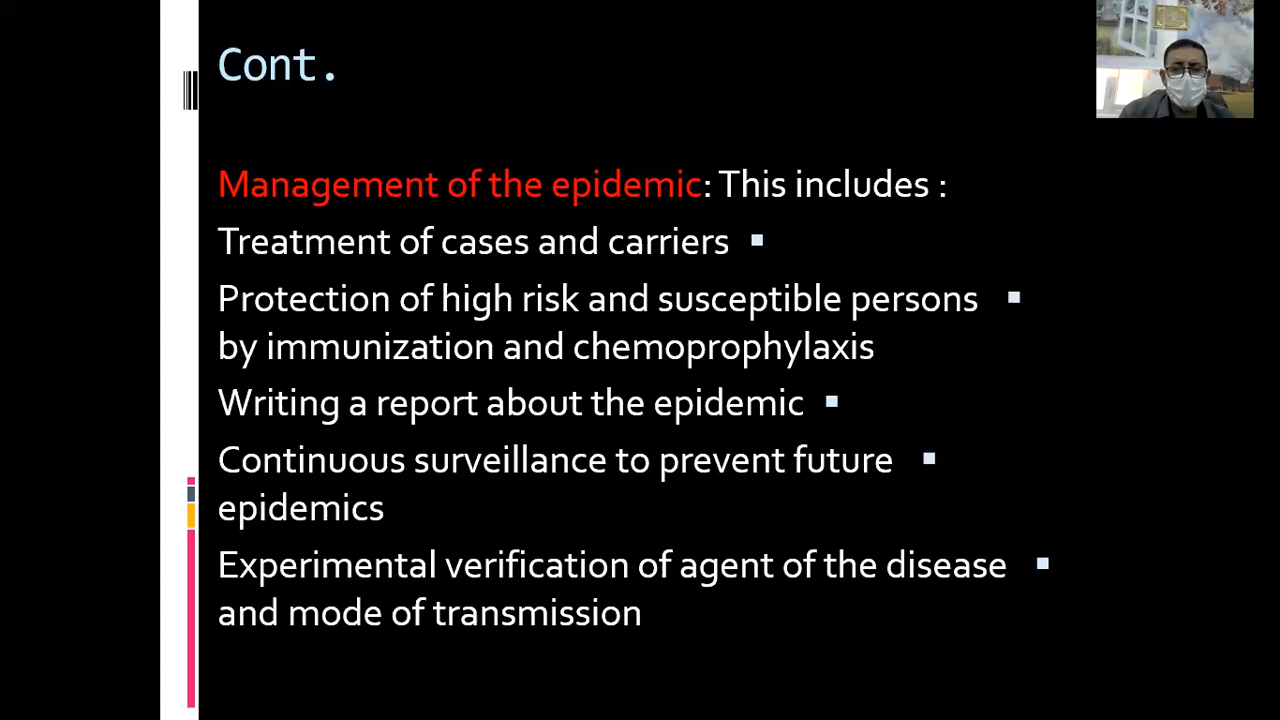 Cont.
Management of the epidemic: This includes :
Treatment of cases and carriers
Protection of high risk and susceptible persons
by immunization and chemoprophylaxis
Writing a report about the epidemic
Continuous surveillance to prevent future
epidemics
Experimental verification of agent of the disease
and mode of transmission